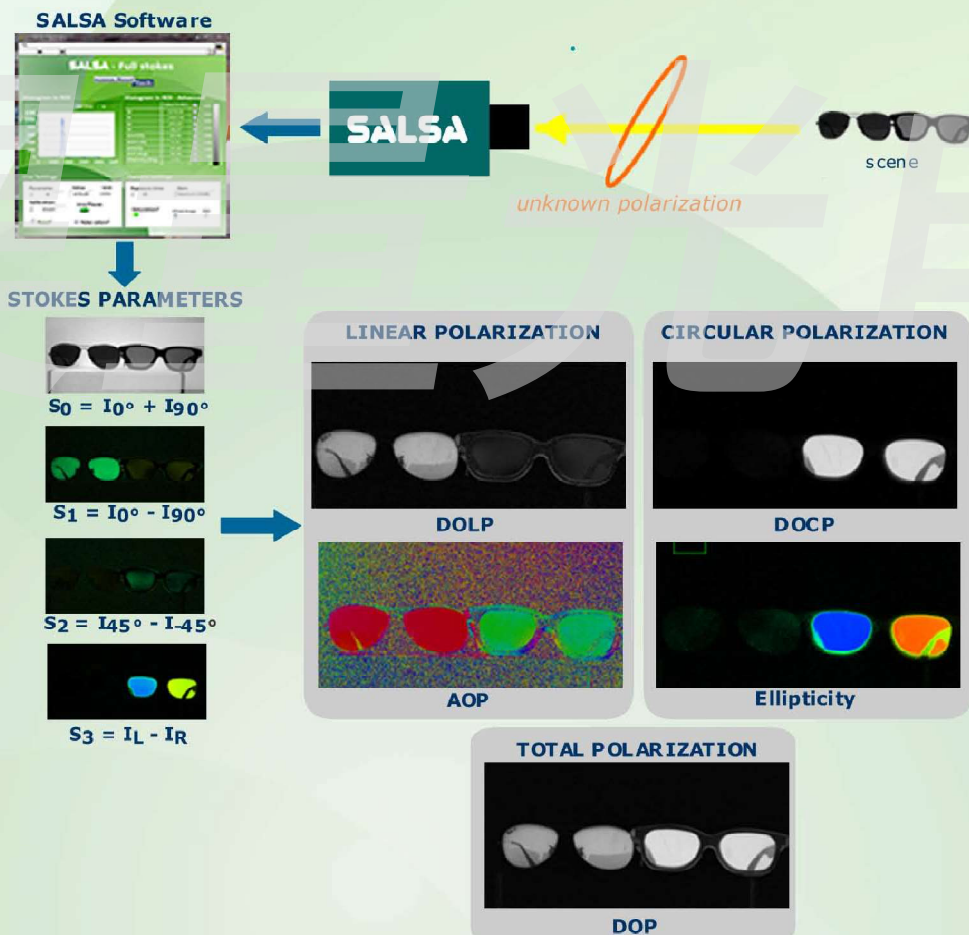 SALSA Software
SALSA - Full stokes
SALSA
scene
unknown polarization
STOKES PARAMETERS
S0 = I0° + I90°
S1 = I0° - I90°
S2 = I45° - I-45°
S3 = IL - IR
LINEAR POLARIZATION
DOLP
AOP
CIRCULAR POLARIZATION
DOCP
Ellipticity
TOTAL POLARIZATION
DOP